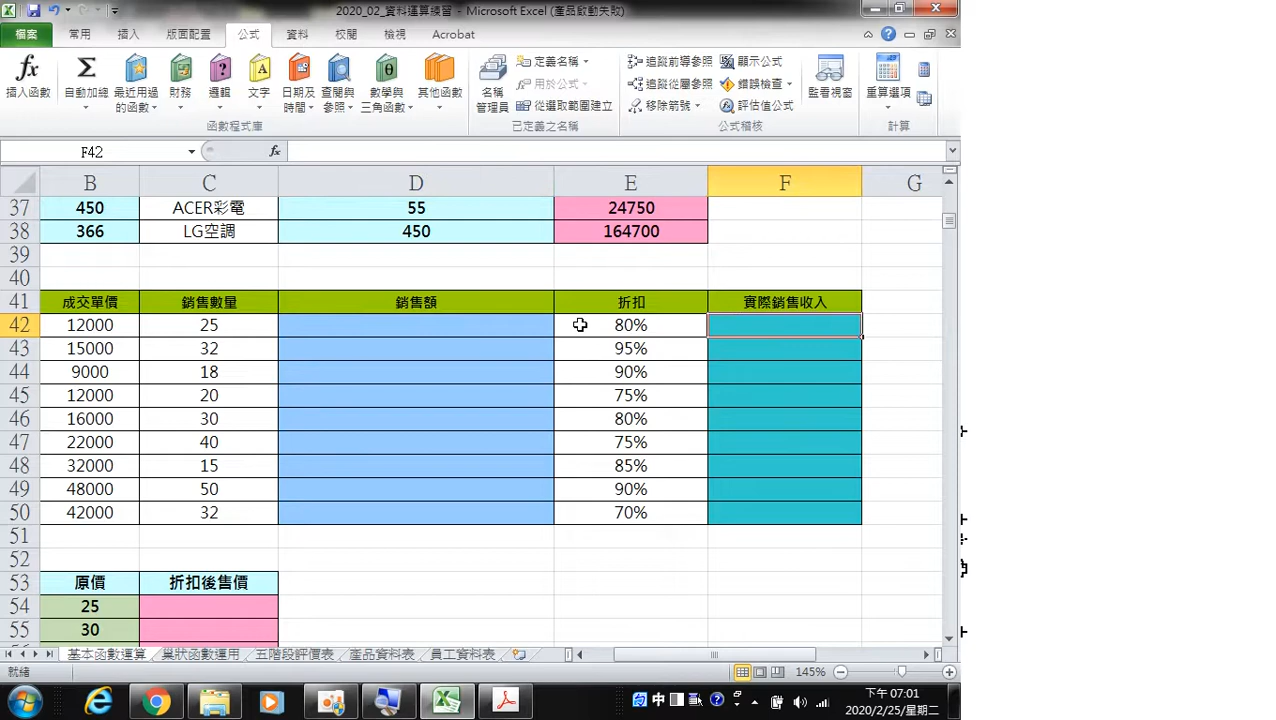 2020_02_資料運算練習 - Microsoft Excel (產品啟動失敗)
檔案 常用 插入 版面配置 公式 資料 校閱 檢視 Acrobat
插入函數 自動加總 最近用過的函數 財務 邏輯 文字 日期及時間 查閱與參照 數學與三角函數 其他函數
名稱管理員 定義名稱 用於公式 從選取範圍建立
追蹤前導參照 追蹤從屬參照 移除箭號 顯示公式 錯誤檢查 評估值公式 監看視窗 重算選項
函數程式庫 已定義之名稱 公式稽核 計算
F42 fx
B C D E F G
37 450 ACER彩電 55 24750
38 366 LG空調 450 164700
39
40
41 成交單價 銷售數量 銷售額 折扣 實際銷售收入
42 12000 25 80%
43 15000 32 95%
44 9000 18 90%
45 12000 20 75%
46 16000 30 80%
47 22000 40 75%
48 32000 15 85%
49 48000 50 90%
50 42000 32 70%
51
52
53 原價 折扣後售價
54 25
55 30
基本函數運算 巢狀函數運用 五階段評價表 產品資料表 員工資料表
就緒 145%
中 下午 07:01
2020/2/25/星期二